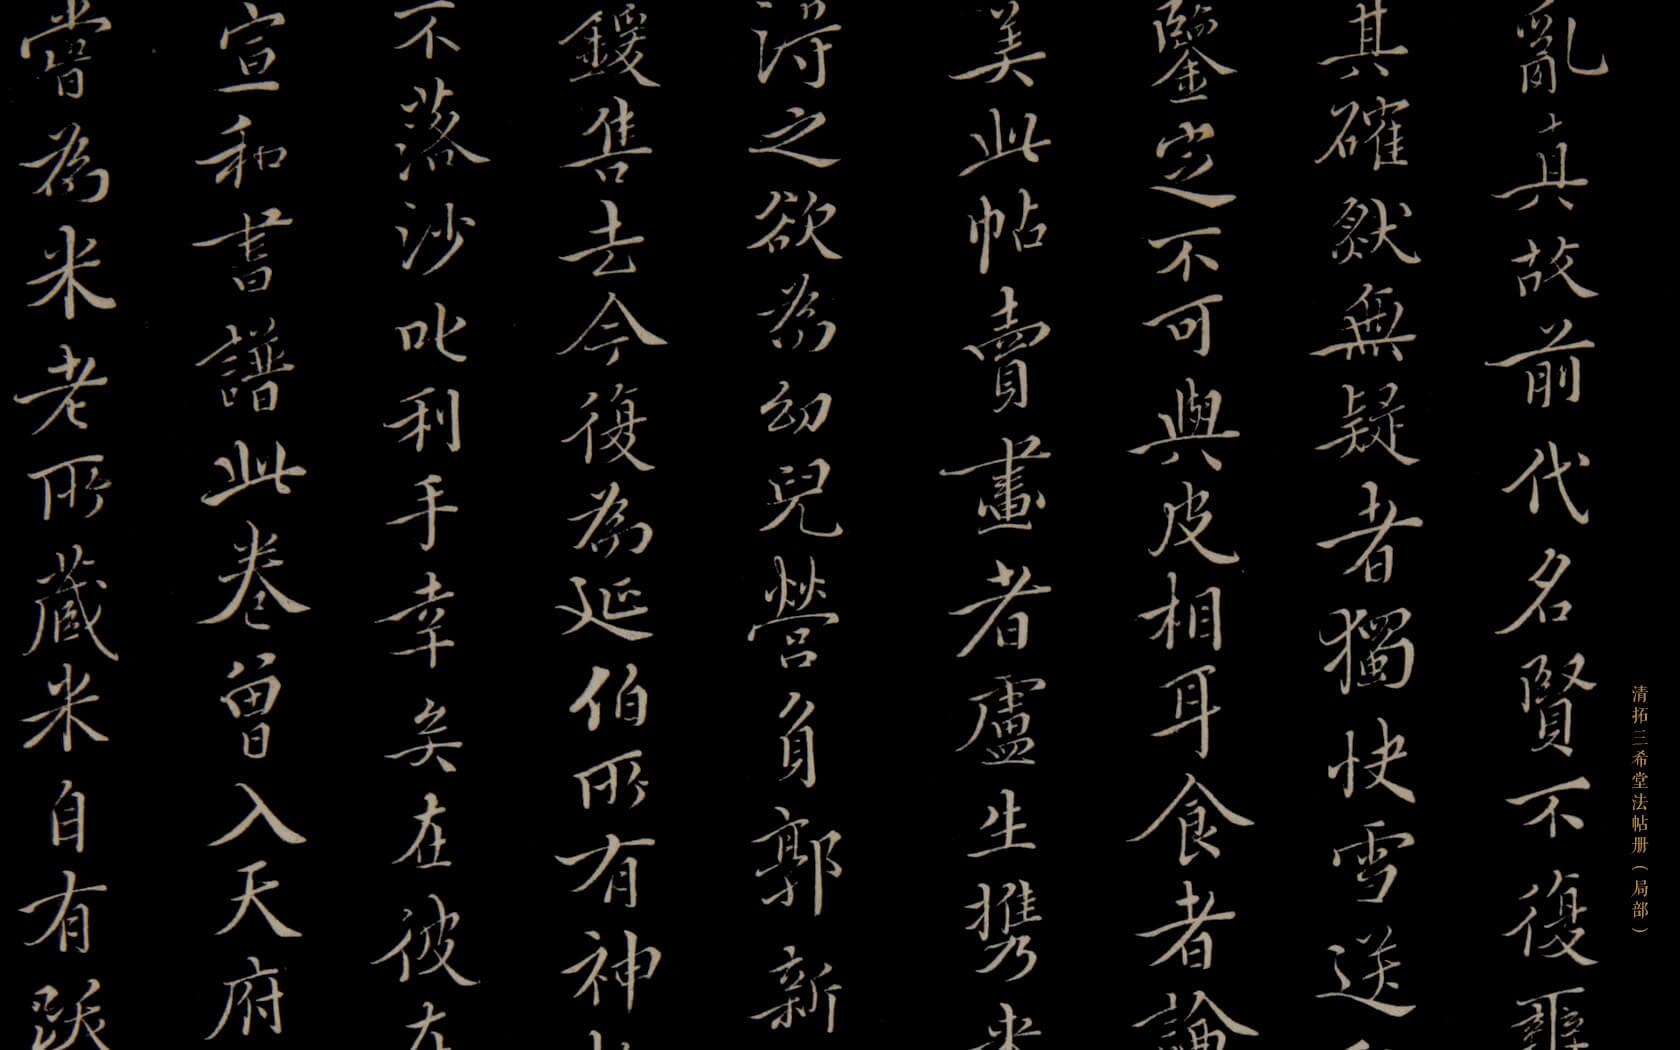 亂真故前代名賢不復
其確然無疑者獨快雪送
鑒定不可與皮相耳食者論
美此帖賣畫者盧生攜來
得之欲為幼兒營負郭新
鍰售去今復為延伯所有神
不落沙叱利手幸矣在彼在
宣和書譜此卷曾入天府
嘗為米老所藏米自有跋
清拓三希堂法帖册（局部）